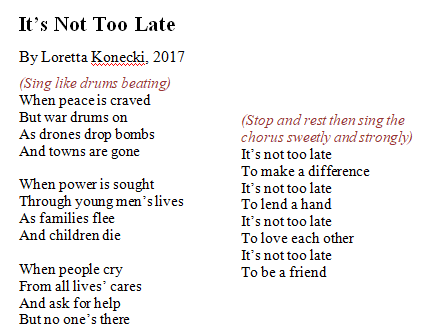 It’s Not Too Late
By Loretta Konecki, 2017
(Sing like drums beating)
When peace is craved
But war drums on
As drones drop bombs
And towns are gone
When power is sought
Through young men’s lives
As families flee
And children die
When people cry
From all lives’ cares
And ask for help
But no one’s there
(Stop and rest then sing the
chorus sweetly and strongly)
It’s not too late
To make a difference
It’s not too late
To lend a hand
It’s not too late
To love each other
It’s not too late
To be a friend